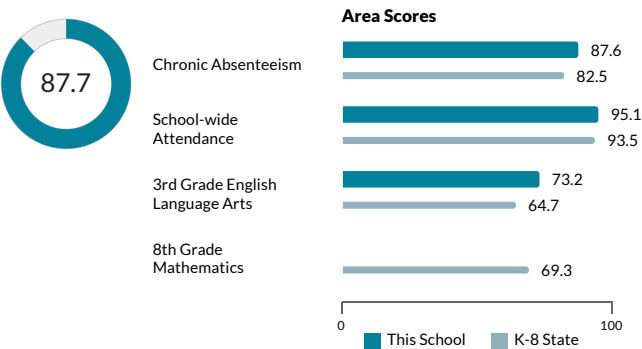 Area Scores
87.7
Chronic Absenteeism
87.6
82.5
School-wide
Attendance
95.1
93.5
3rd Grade English
Language Arts
73.2
64.7
8th Grade
Mathematics
69.3
0
100
This School
K-8 State